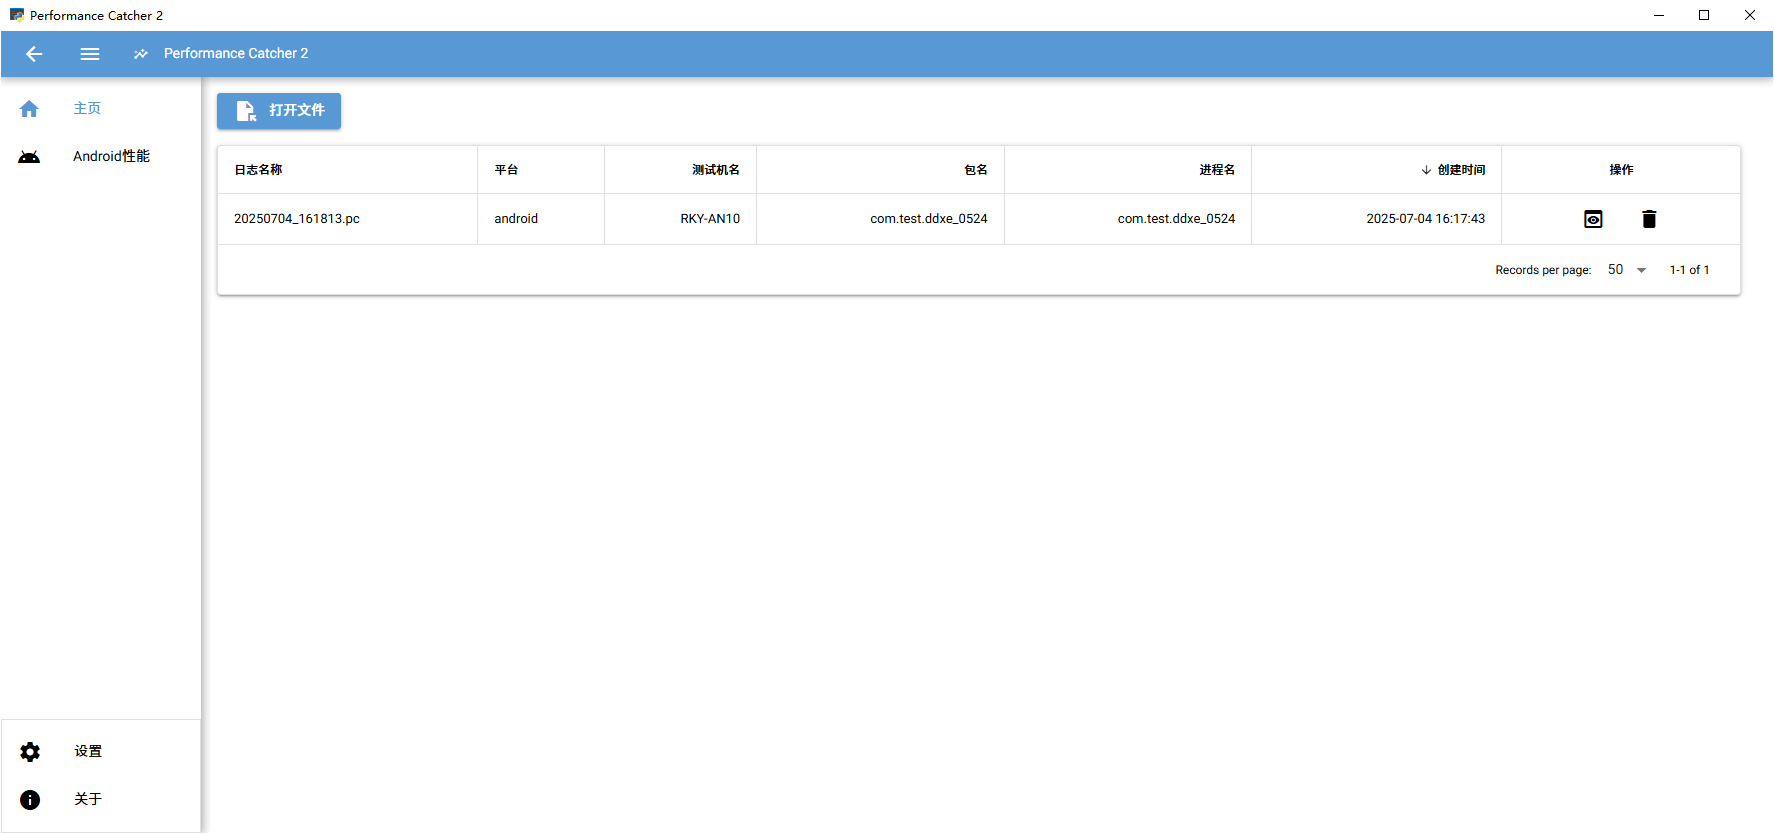 Performance Catcher 2
Performance Catcher 2
主页
Android性能
打开文件
日志名称 平台 测试机名 包名 进程名 创建时间 操作
20250704_161813.pc android RKY-AN10 com.test.ddxe_0524 com.test.ddxe_0524 2025-07-04 16:17:43
Records per page: 50 1-1 of 1
设置
关于